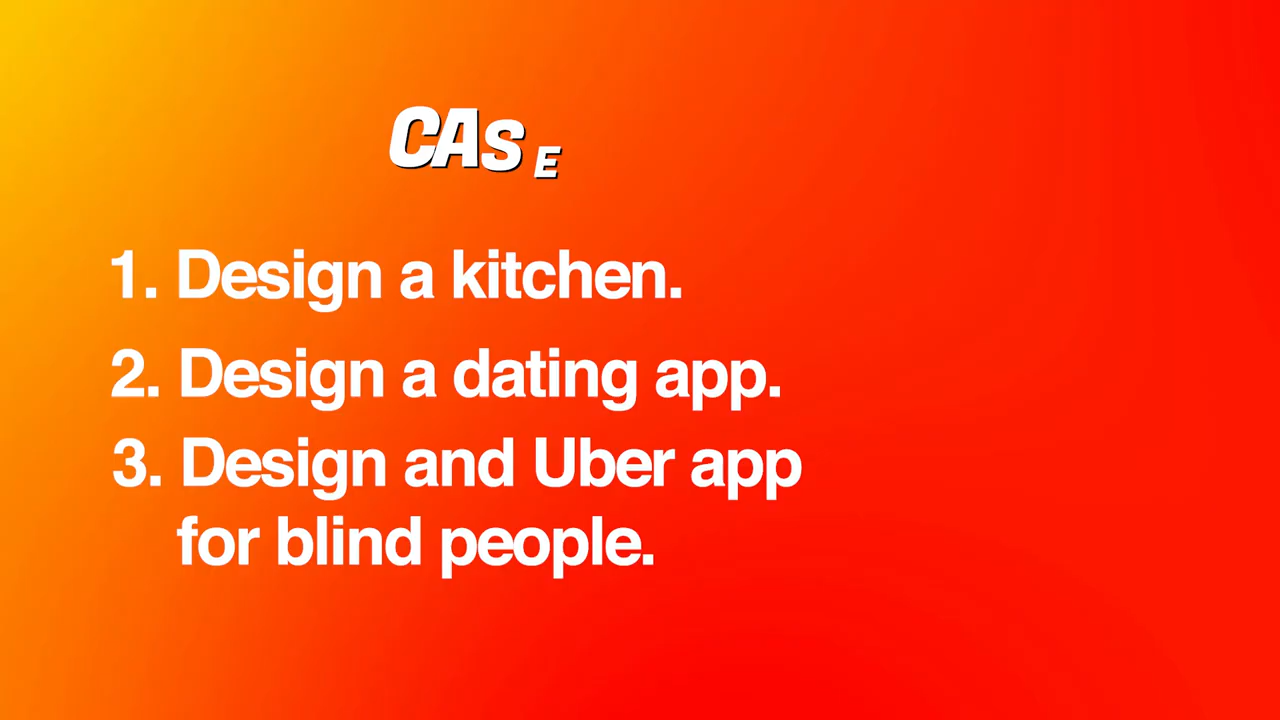 CASE
1. Design a kitchen.
2. Design a dating app.
3. Design and Uber app
for blind people.